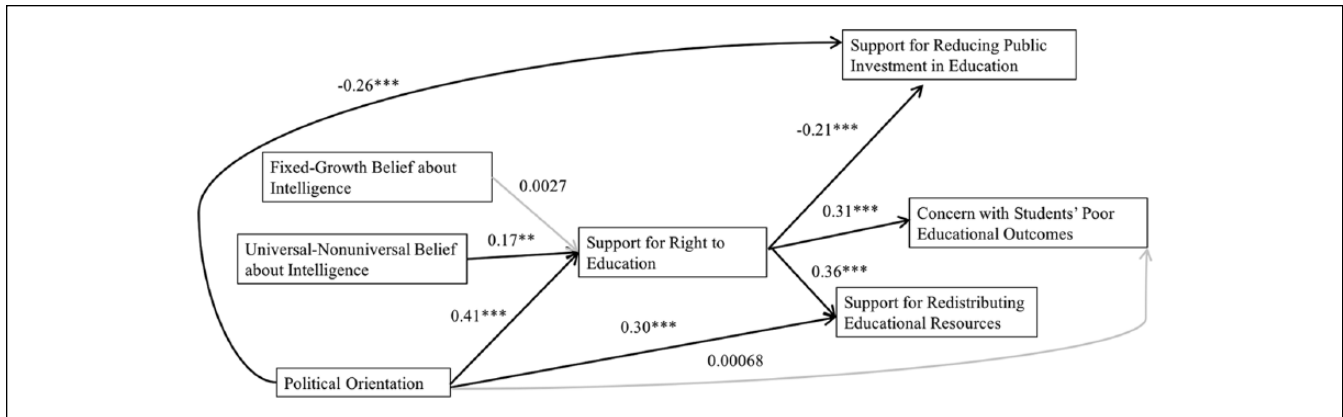 Support for Reducing Public
Investment in Education
-0.26***
-0.21***
Fixed-Growth Belief about
Intelligence
0.0027
Universal-Nonuniversal Belief
about Intelligence
0.17**
Support for Right to
Education
0.31***
Concern with Students' Poor
Educational Outcomes
0.36***
0.41***
0.30***
Support for Redistributing
Educational Resources
0.00068
Political Orientation